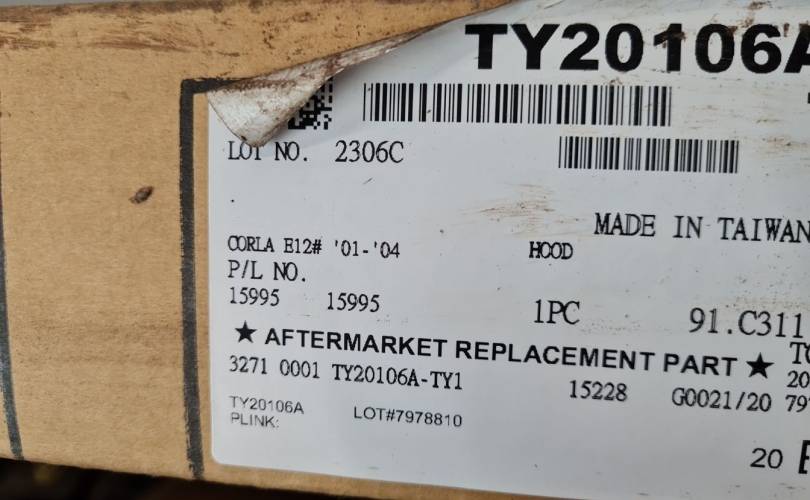 TY20106A
LOT NO. 2306C
MADE IN TAIWAN
CORLA E12# '01-'04 HOOD
P/L NO.
15995 15995 1PC 91.C311
★ AFTERMARKET REPLACEMENT PART ★
3271 0001 TY20106A-TY1 15228 G0021/20
TY20106A LOT#7978810
PLINK:
20